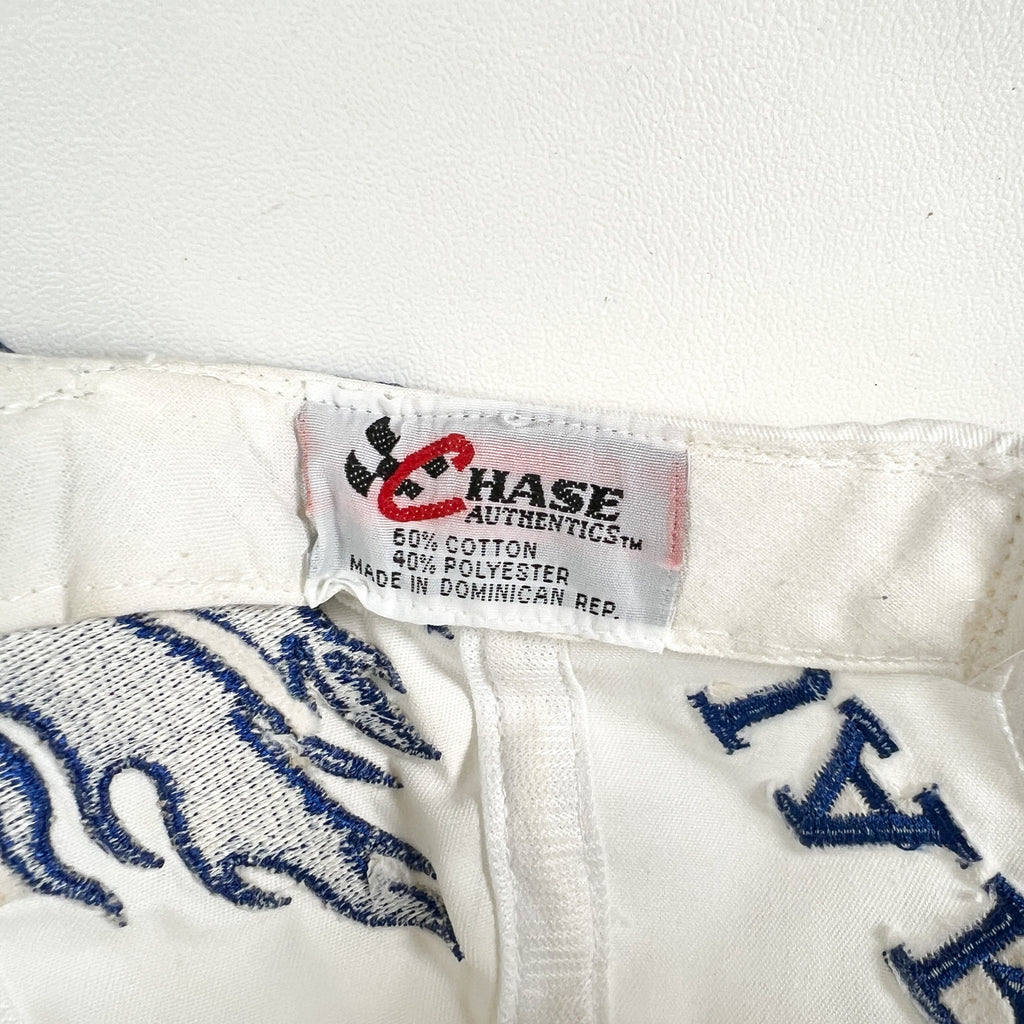 CHASE
AUTHENTICS™
60% COTTON
40% POLYESTER
MADE IN DOMINICAN REP.